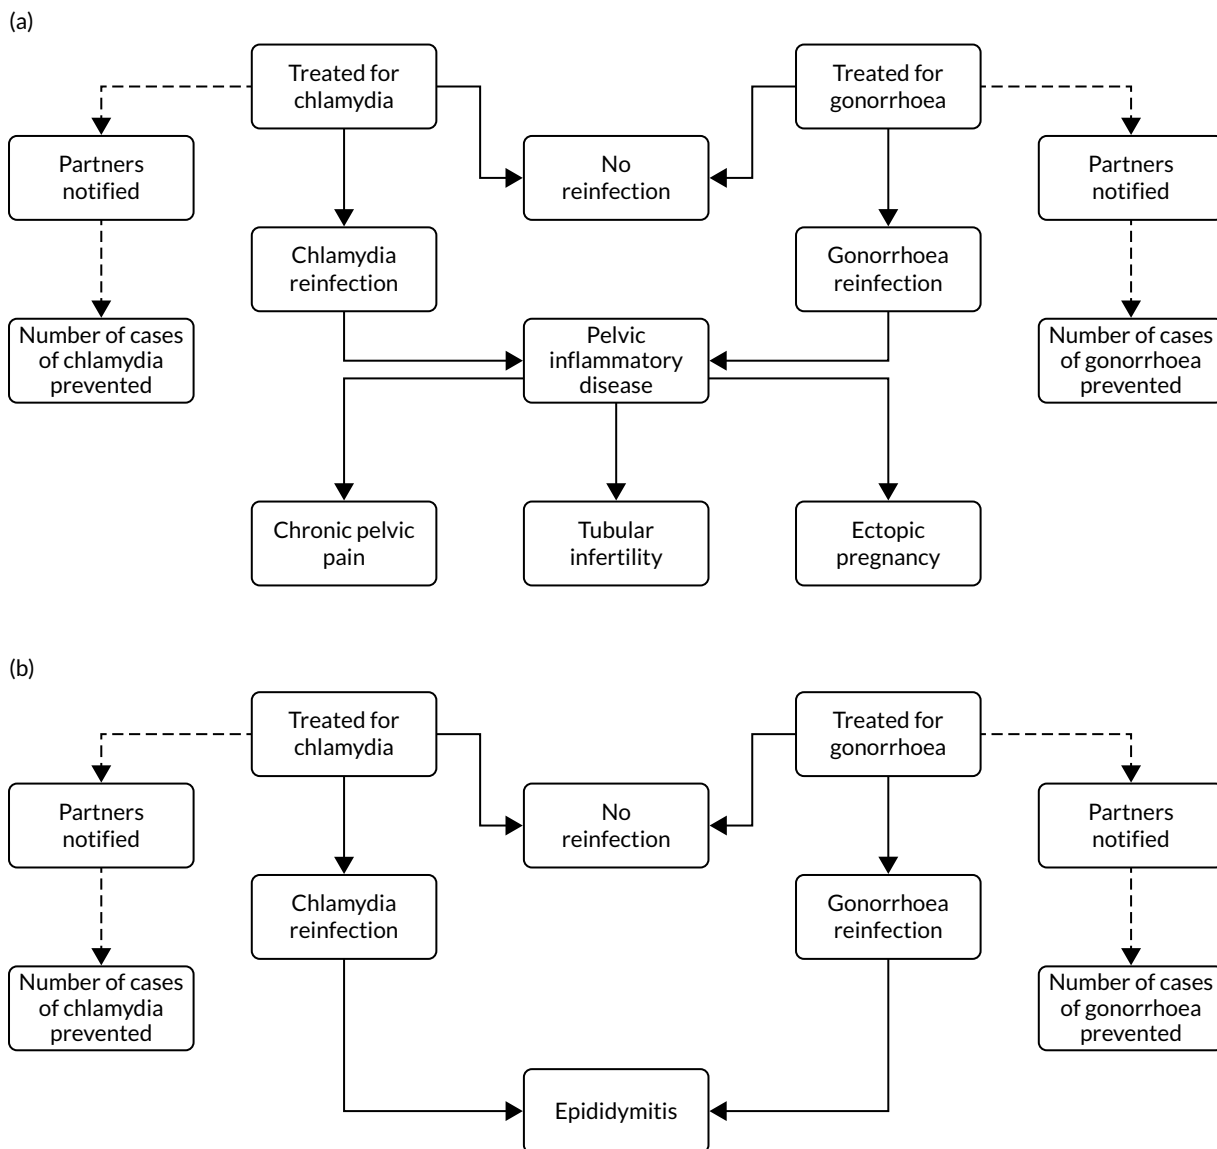 (a)
Treated for
chlamydia
Treated for
gonorrhoea
Partners
notified
No
reinfection
Partners
notified
Chlamydia
reinfection
Gonorrhoea
reinfection
Number of cases
of chlamydia
prevented
Pelvic
inflammatory
disease
Number of cases
of gonorrhoea
prevented
Chronic pelvic
pain
Tubular
infertility
Ectopic
pregnancy
(b)
Treated for
chlamydia
Treated for
gonorrhoea
Partners
notified
No
reinfection
Partners
notified
Chlamydia
reinfection
Gonorrhoea
reinfection
Number of cases
of chlamydia
prevented
Number of cases
of gonorrhoea
prevented
Epididymitis